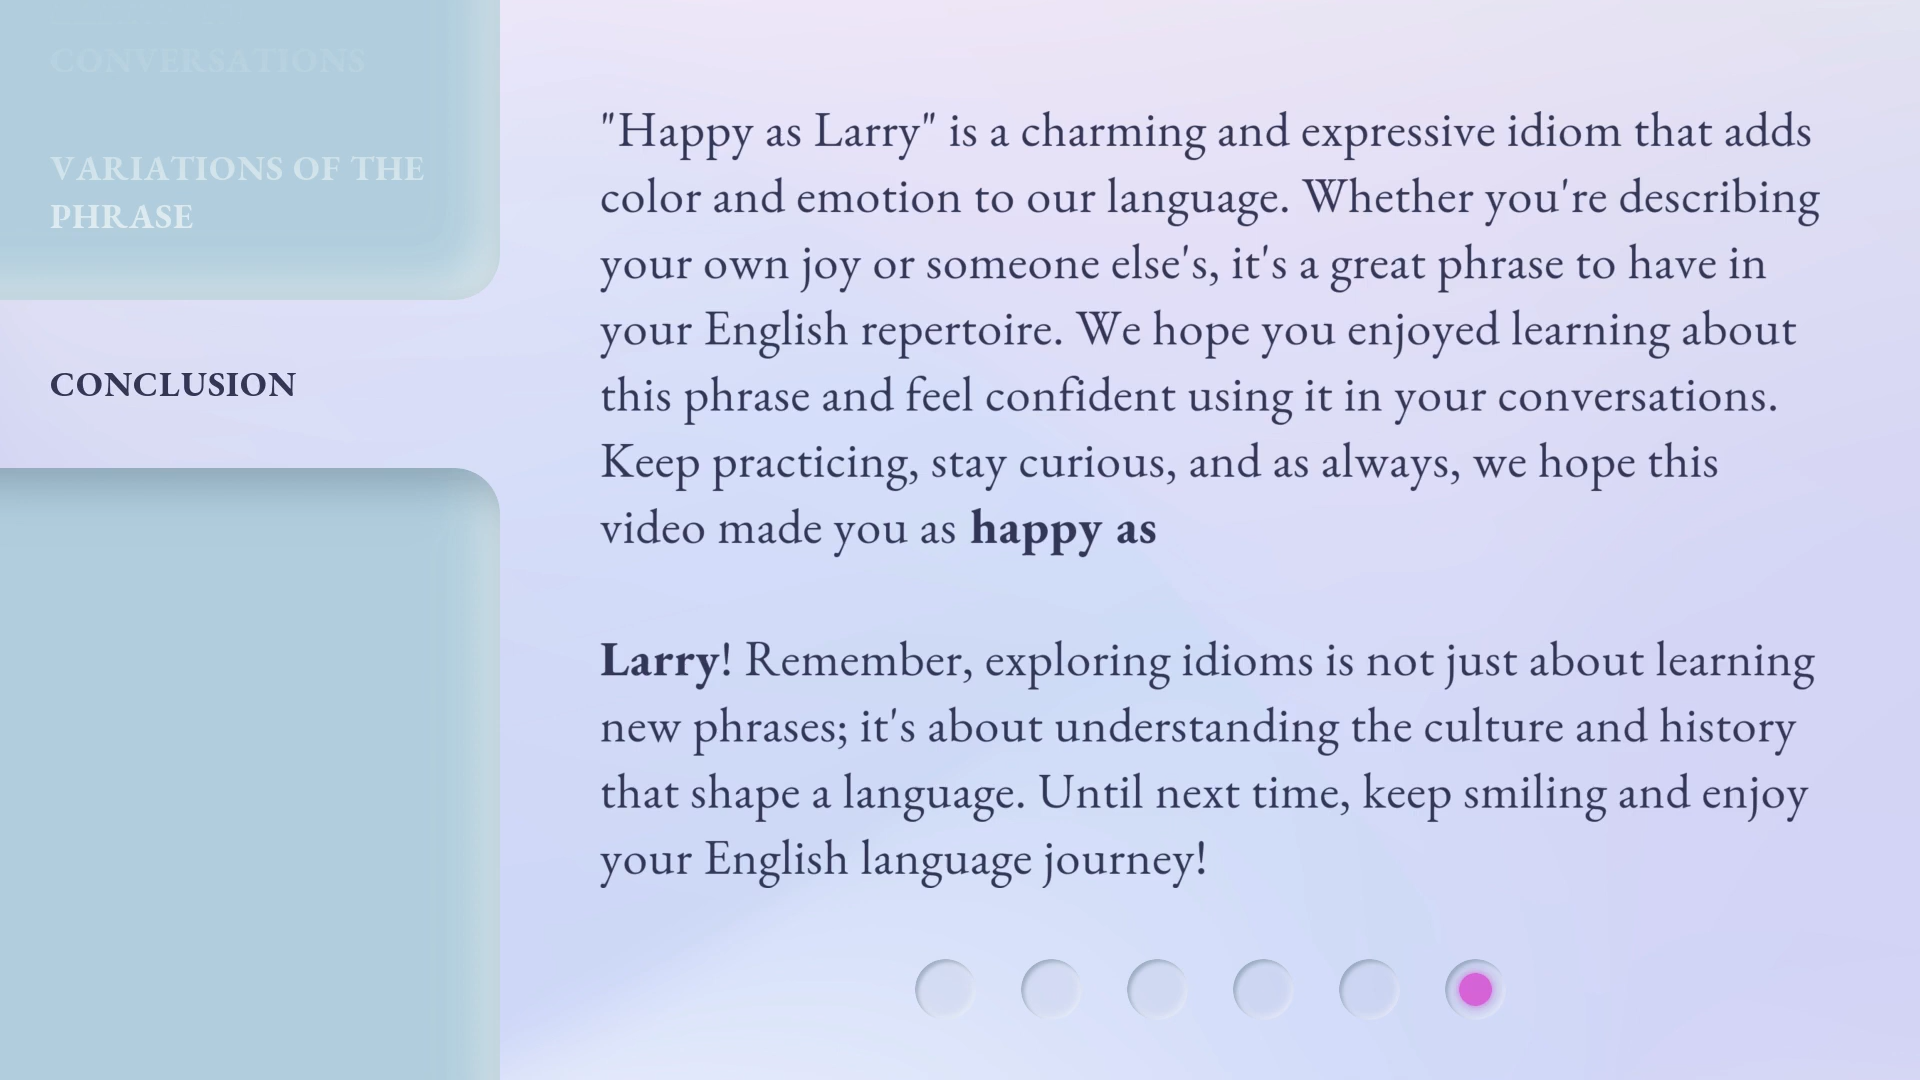 CONVERSATIONS
VARIATIONS OF THE
PHRASE
CONCLUSION
"Happy as Larry" is a charming and expressive idiom that adds
color and emotion to our language. Whether you're describing
your own joy or someone else's, it's a great phrase to have in
your English repertoire. We hope you enjoyed learning about
this phrase and feel confident using it in your conversations.
Keep practicing, stay curious, and as always, we hope this
video made you as happy as
Larry! Remember, exploring idioms is not just about learning
new phrases; it's about understanding the culture and history
that shape a language. Until next time, keep smiling and enjoy
your English language journey!